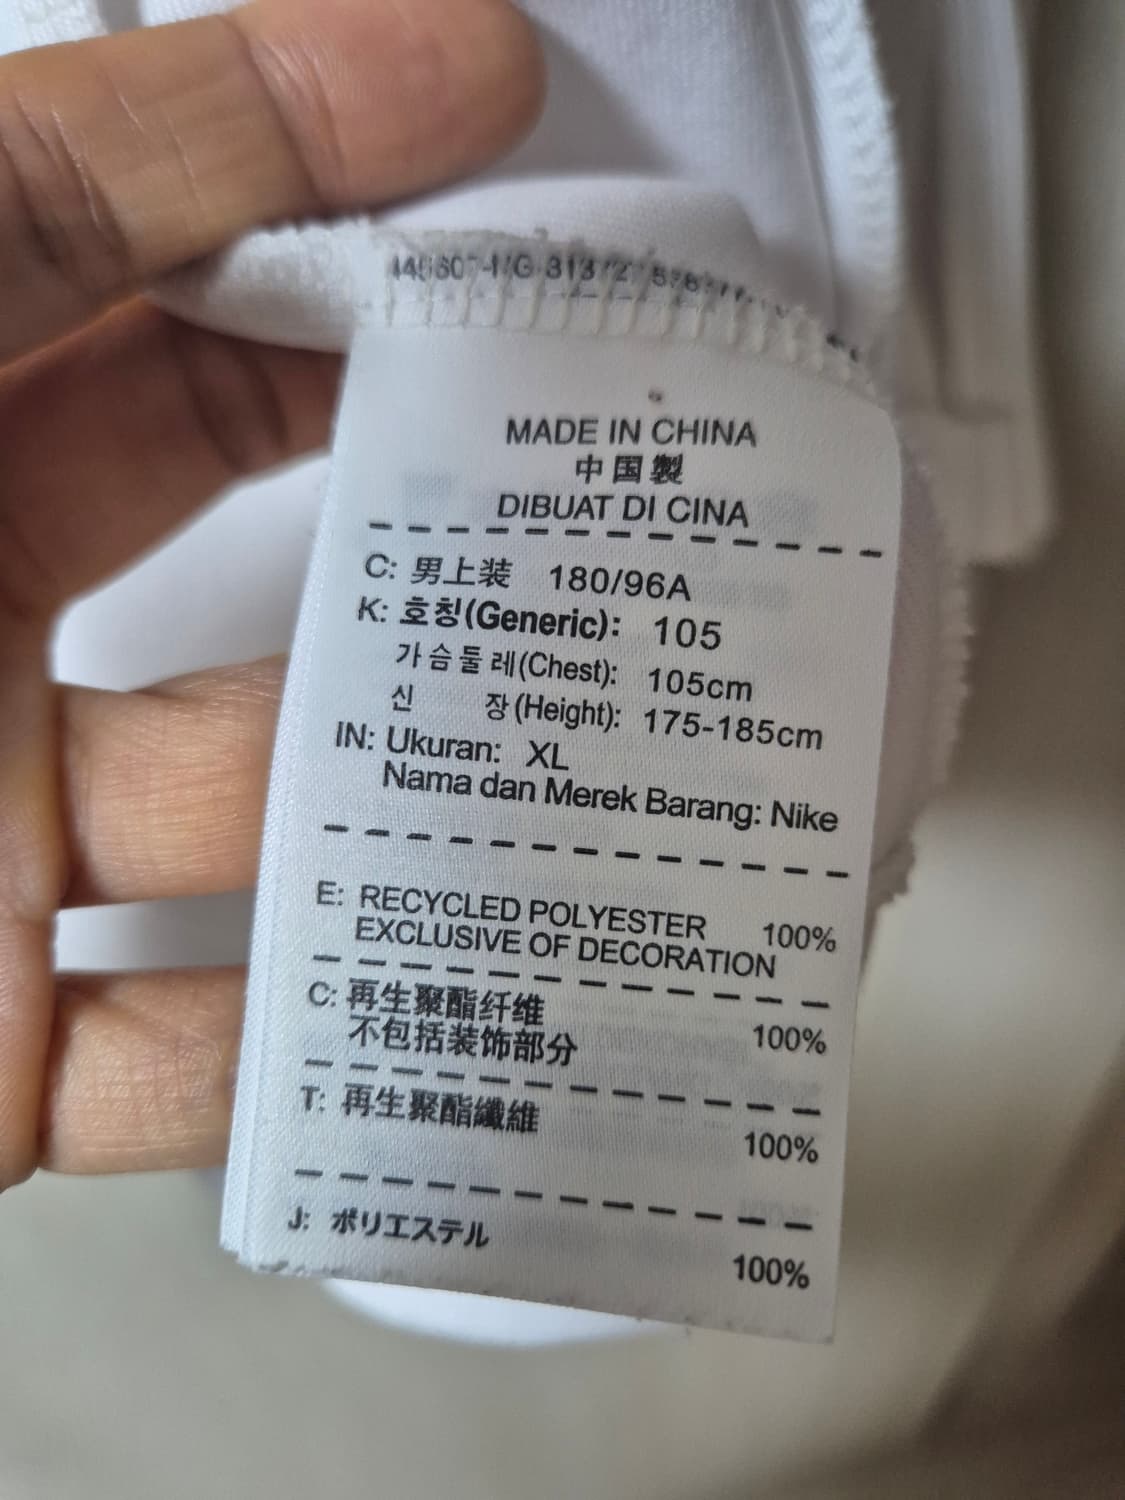 MADE IN CHINA
中国製
DIBUAT DI CINA
C: 男上装 180/96A
K: 호칭(Generic): 105
가슴둘레(Chest): 105cm
신 장(Height): 175-185cm
IN: Ukuran: XL
Nama dan Merek Barang: Nike
E: RECYCLED POLYESTER 100%
EXCLUSIVE OF DECORATION
C: 再生聚酯纤维 100%
不包括装饰部分
T: 再生聚酯纖維 100%
J: ポリエステル 100%